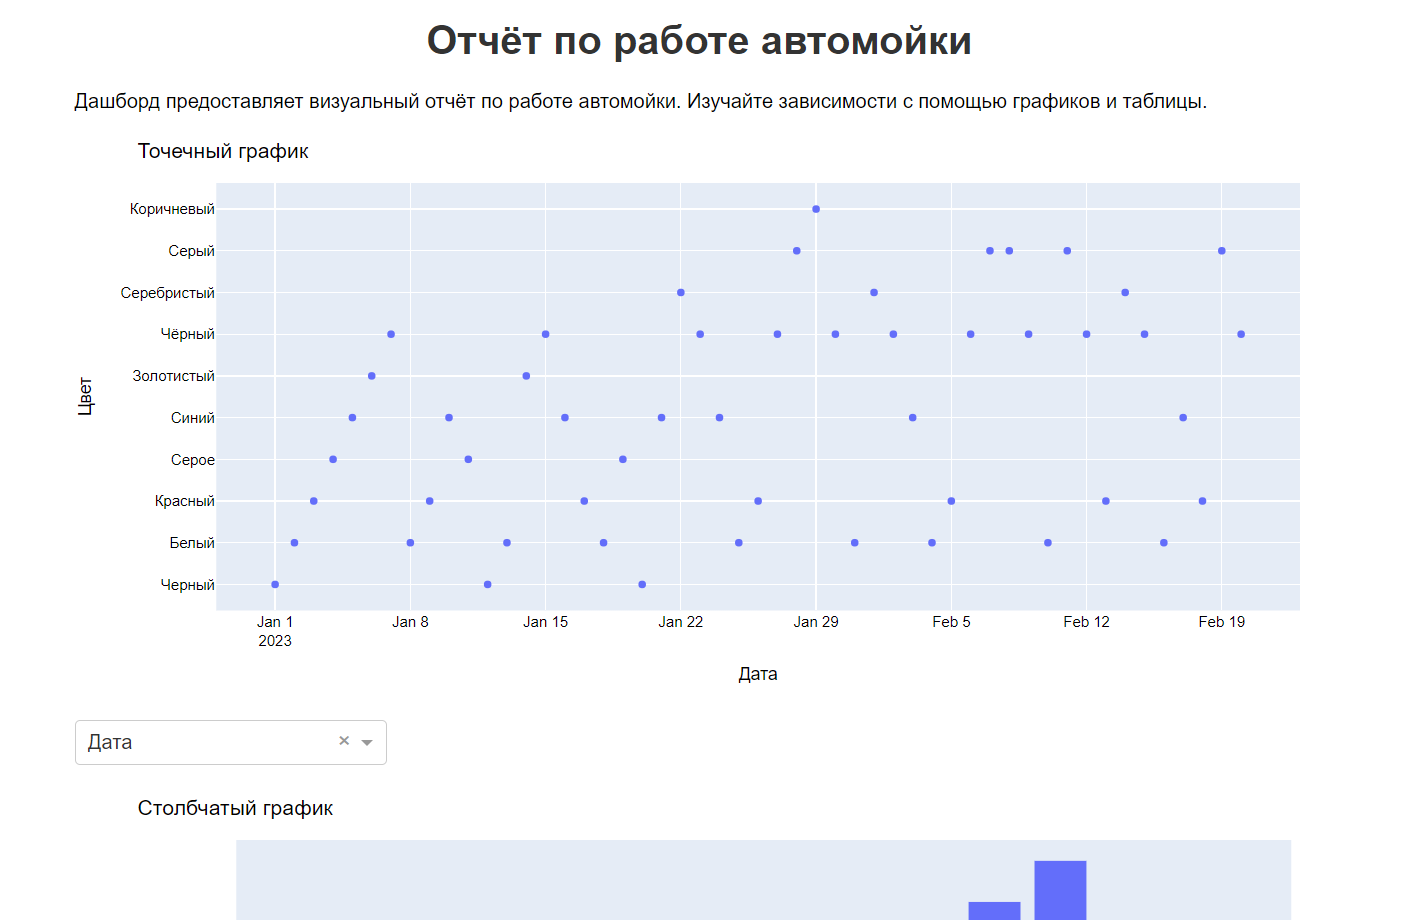 Отчёт по работе автомойки
Дашборд предоставляет визуальный отчёт по работе автомойки. Изучайте зависимости с помощью графиков и таблицы.
Точечный график
Коричневый
Серый
Серебристый
Чёрный
Золотистый
Цвет
Синий
Серое
Красный
Белый
Черный
Jan 1 Jan 8 Jan 15 Jan 22 Jan 29 Feb 5 Feb 12 Feb 19
2023
Дата
Дата
Столбчатый график